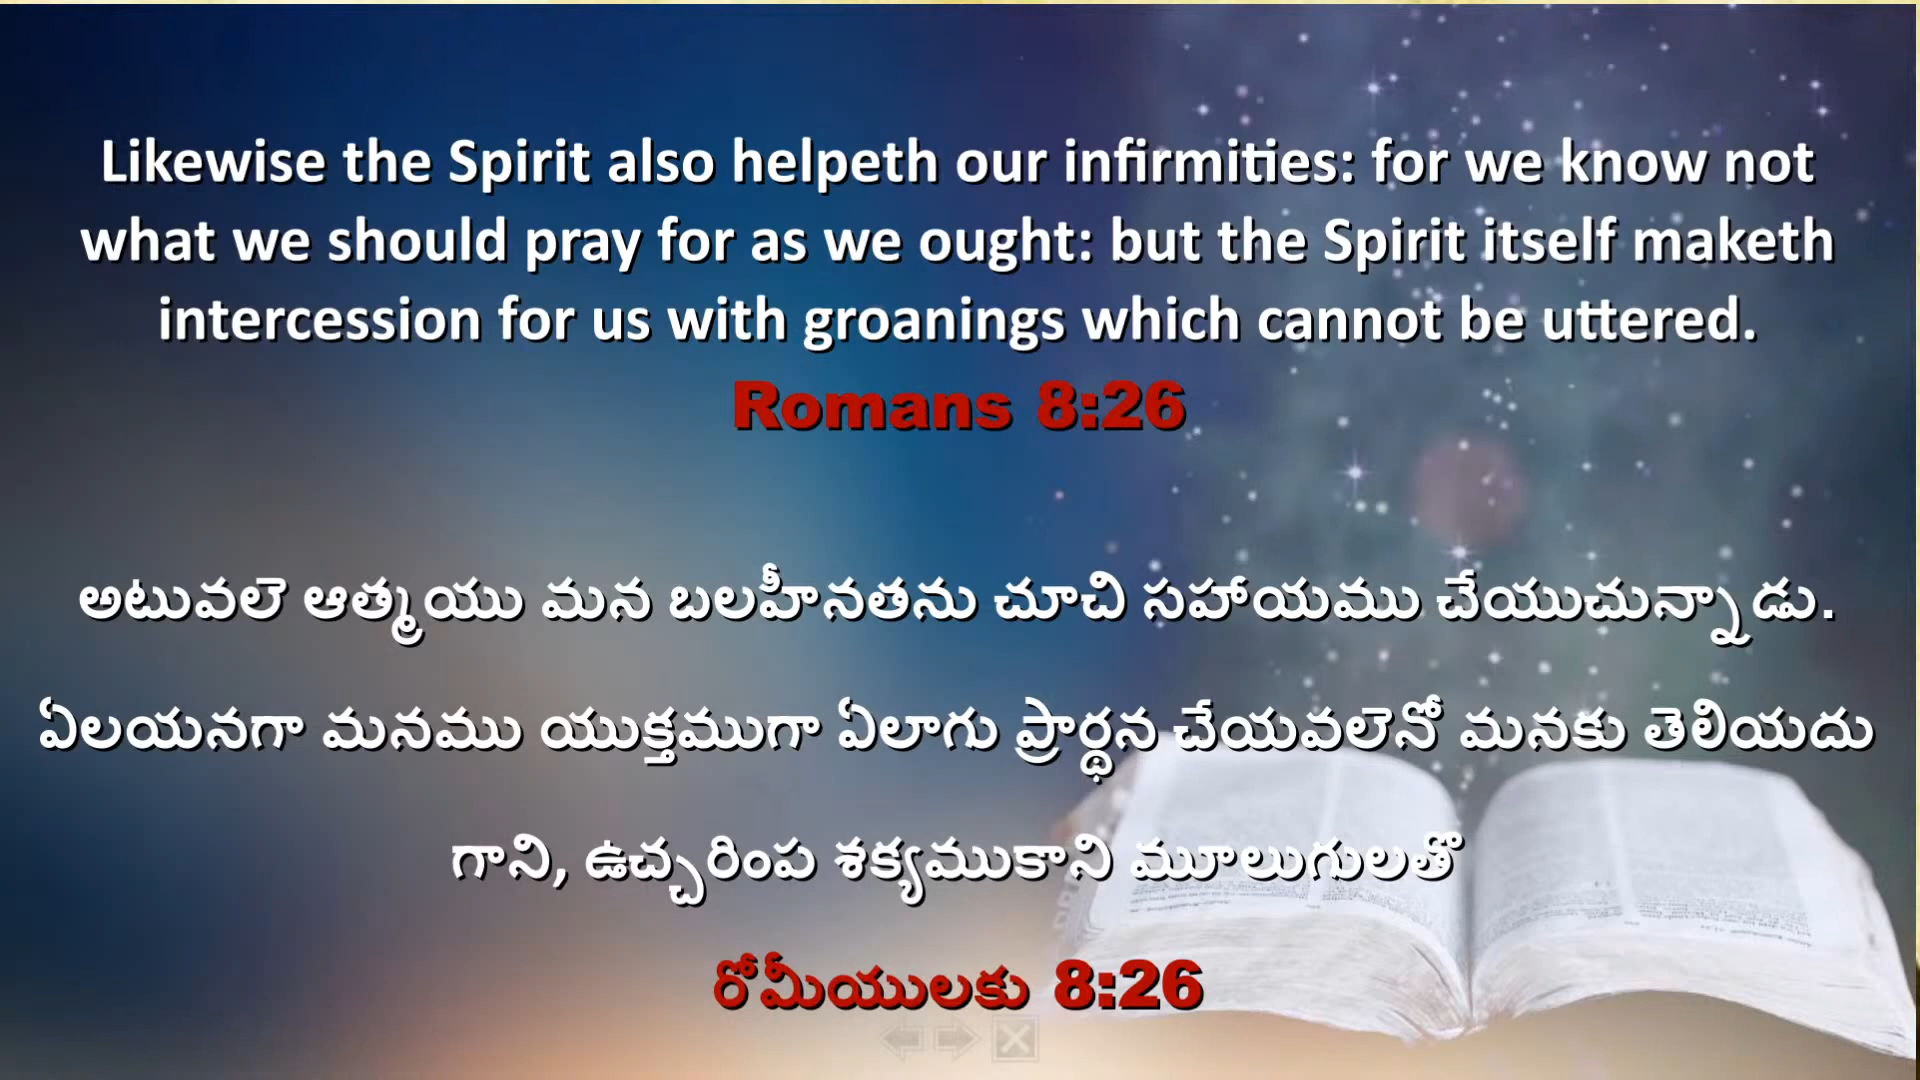 Likewise the Spirit also helpeth our infirmities: for we know not
what we should pray for as we ought: but the Spirit itself maketh
intercession for us with groanings which cannot be uttered.
Romans 8:26
అటువలె ఆత్మయు మన బలహీనతను చూచి సహాయము చేయుచున్నాడు.
ఏలయనగా మనము యుక్తముగా ఏలాగు ప్రార్థన చేయవలెనో మనకు తెలియదు
గాని, ఉచ్చరింప శక్యముకాని మూలుగులతొ
రోమీయులకు 8:26